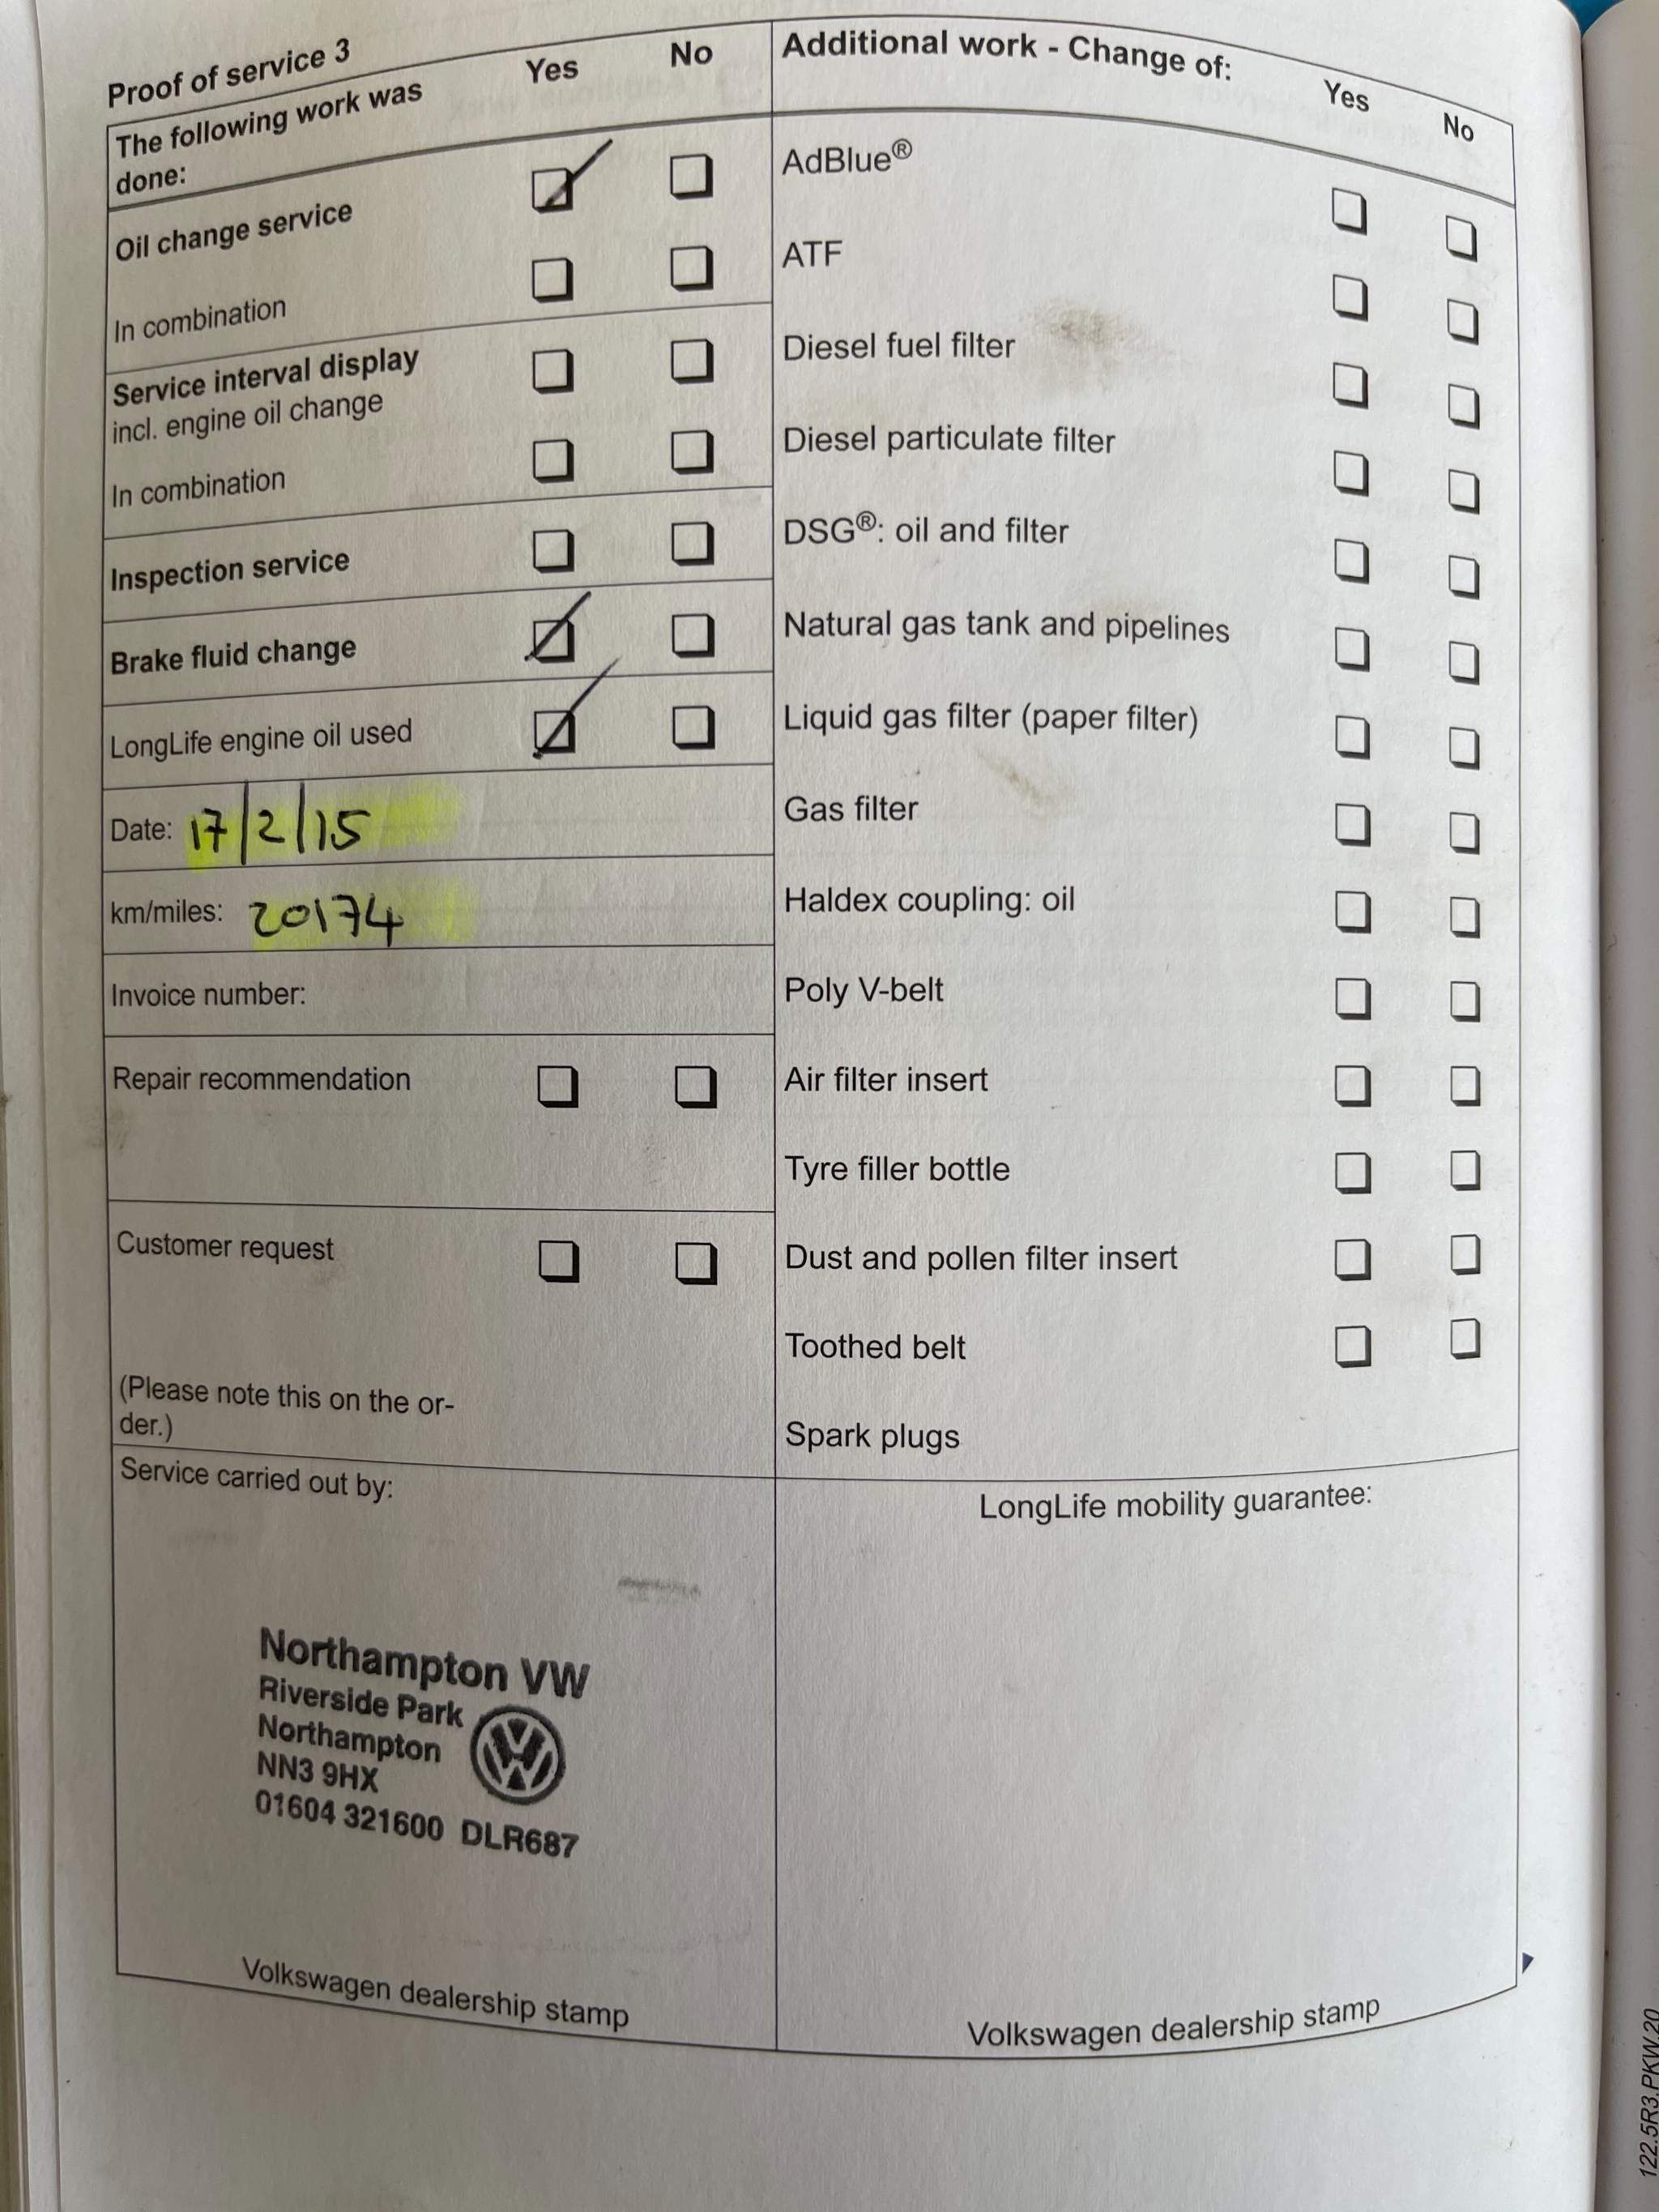 Proof of service 3
The following work was
done:
Yes No
Oil change service
In combination
Service interval display
incl. engine oil change
In combination
Inspection service
Brake fluid change
LongLife engine oil used
Date: 17/2/15
km/miles: 20174
Invoice number:
Repair recommendation
Customer request
(Please note this on the or-
der.)
Service carried out by:
Northampton VW
Riverside Park
Northampton
NN3 9HX
01604 321600 DLR687
Volkswagen dealership stamp
Additional work - Change of:
Yes No
AdBlue®
ATF
Diesel fuel filter
Diesel particulate filter
DSG®: oil and filter
Natural gas tank and pipelines
Liquid gas filter (paper filter)
Gas filter
Haldex coupling: oil
Poly V-belt
Air filter insert
Tyre filler bottle
Dust and pollen filter insert
Toothed belt
Spark plugs
LongLife mobility guarantee:
Volkswagen dealership stamp
122.5R3.PKW.20